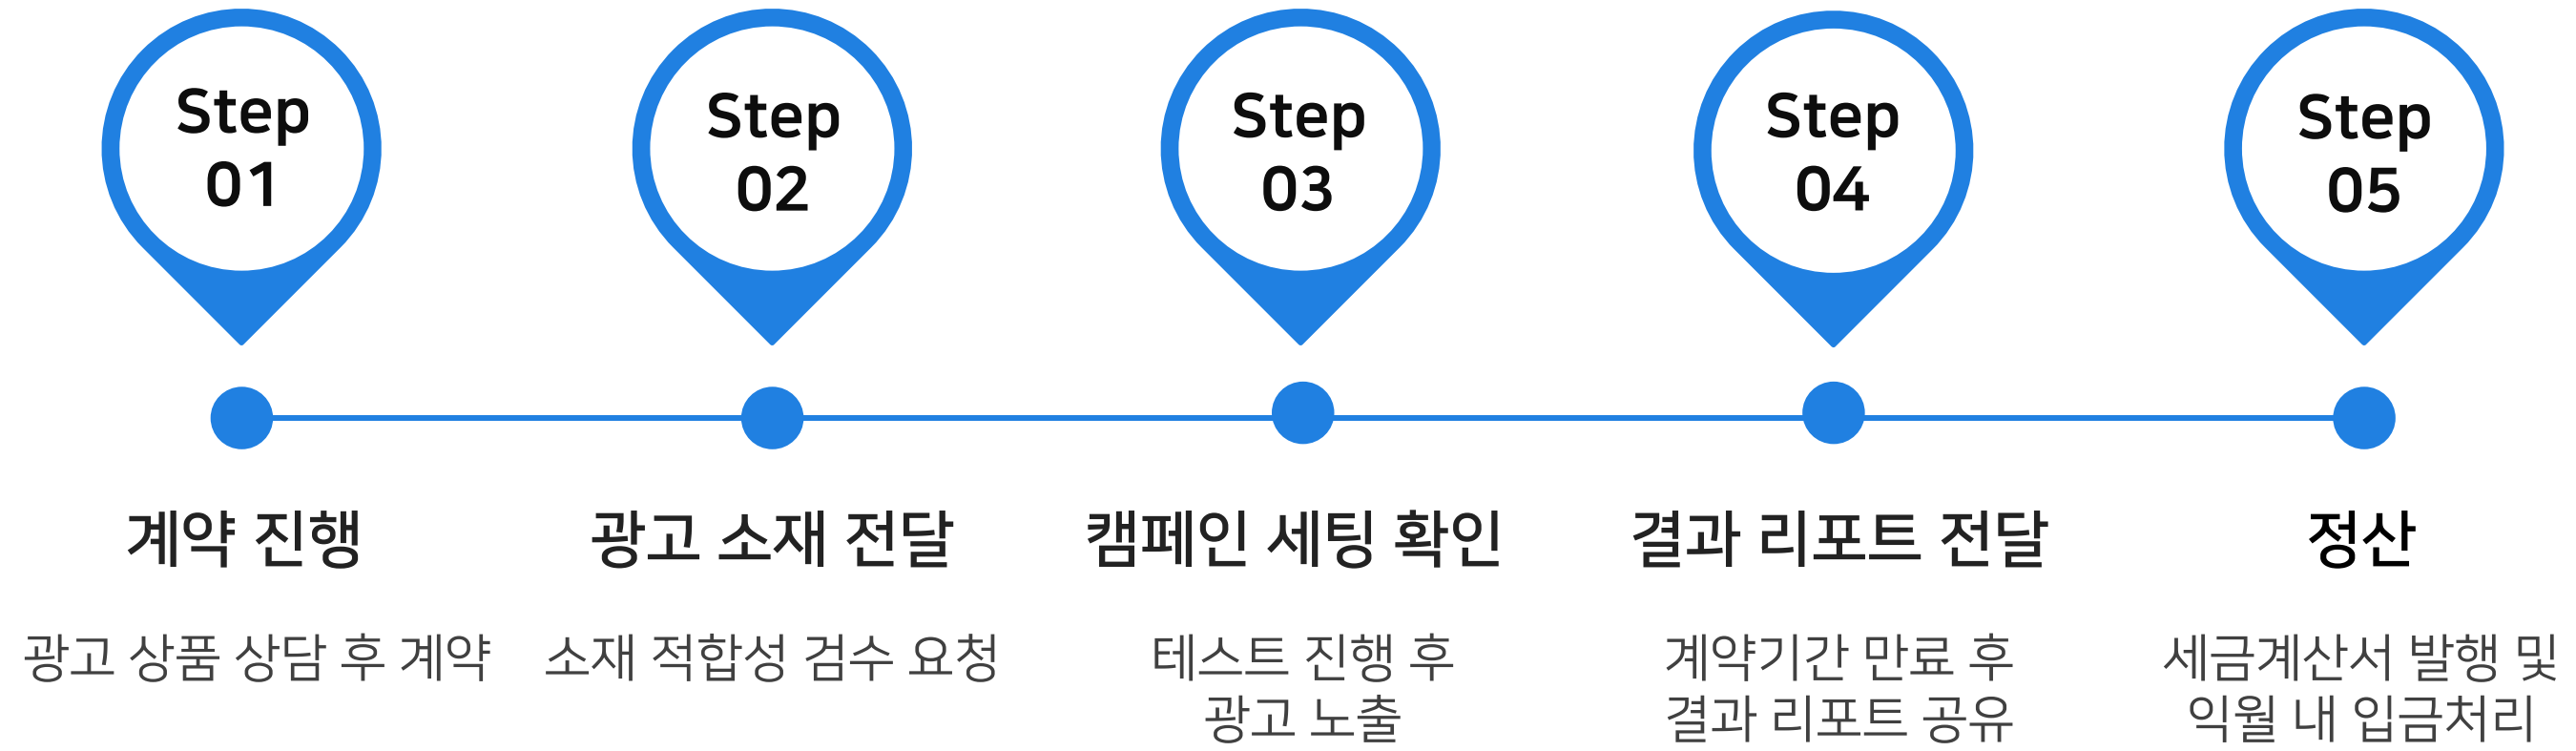 Step
01
Step
02
Step
03
Step
04
Step
05
계약 진행
광고 소재 전달
캠페인 세팅 확인
결과 리포트 전달
정산
광고 상품 상담 후 계약
소재 적합성 검수 요청
테스트 진행 후
광고 노출
계약기간 만료 후
결과 리포트 공유
세금계산서 발행 및
익월 내 입금처리